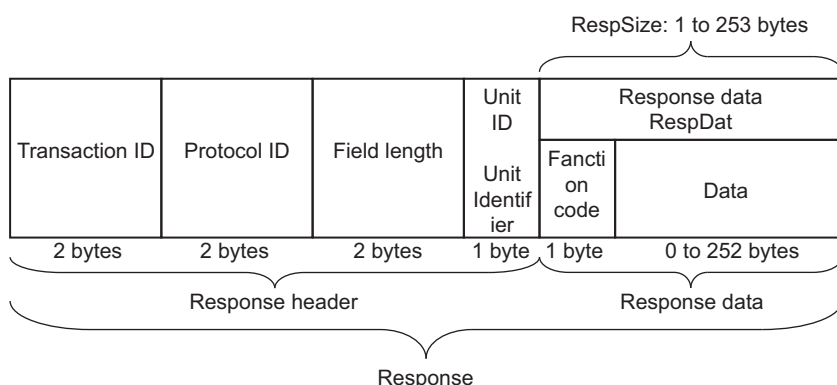 RespSize: 1 to 253 bytes
Transaction ID
Protocol ID
Field length
Unit
ID
Unit
Identif
ier
Response data
RespDat
Fancti
on
code
Data
2 bytes
2 bytes
2 bytes
1 byte
1 byte
0 to 252 bytes
Response header
Response data
Response